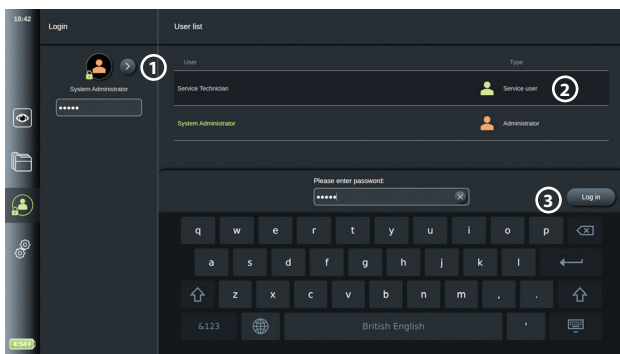 10:42
Login
User list
1
User
Type
Service Technician
Service user
2
System Administrator
•••••
System Administrator
Administrator
Please enter password:
•••••
3
Log in
q w e r t y u i o p
a s d f g h j k l
z x c v b n m , .
&123
British English
'
4:54